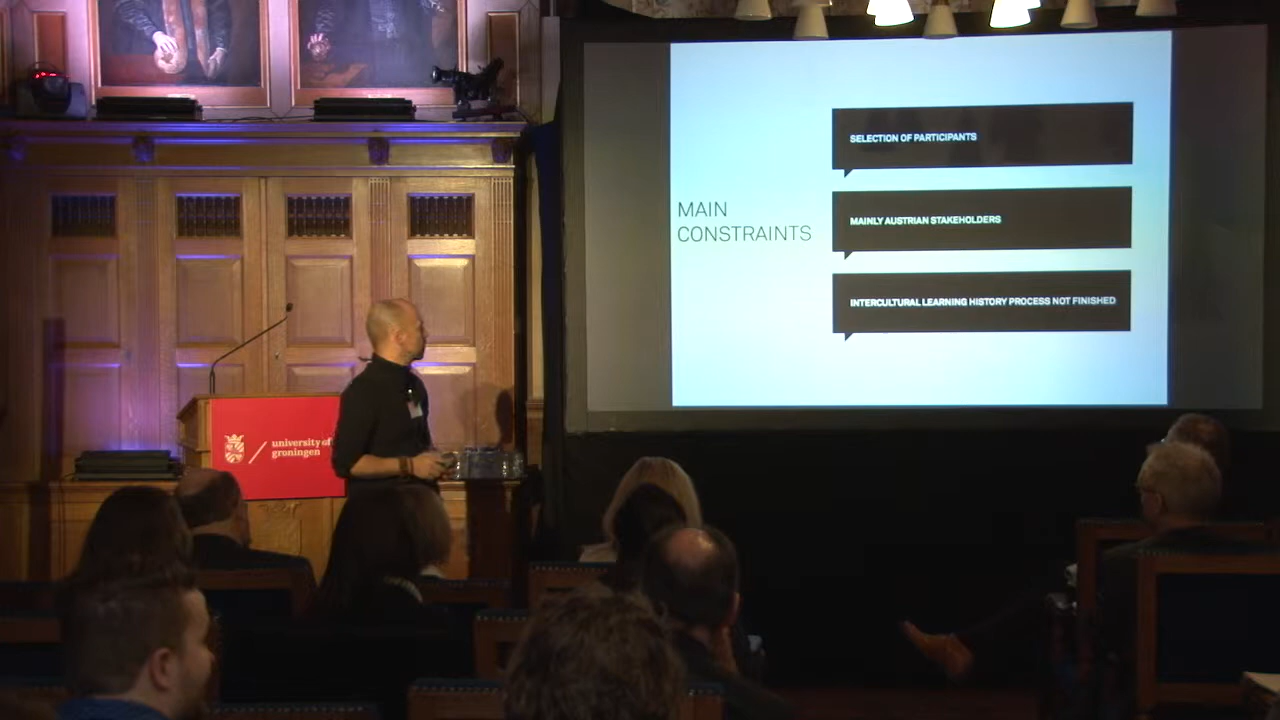 MAIN
CONSTRAINTS
SELECTION OF PARTICIPANTS
MAINLY AUSTRIAN STAKEHOLDERS
INTERCULTURAL LEARNING HISTORY PROCESS NOT FINISHED
university of
groningen